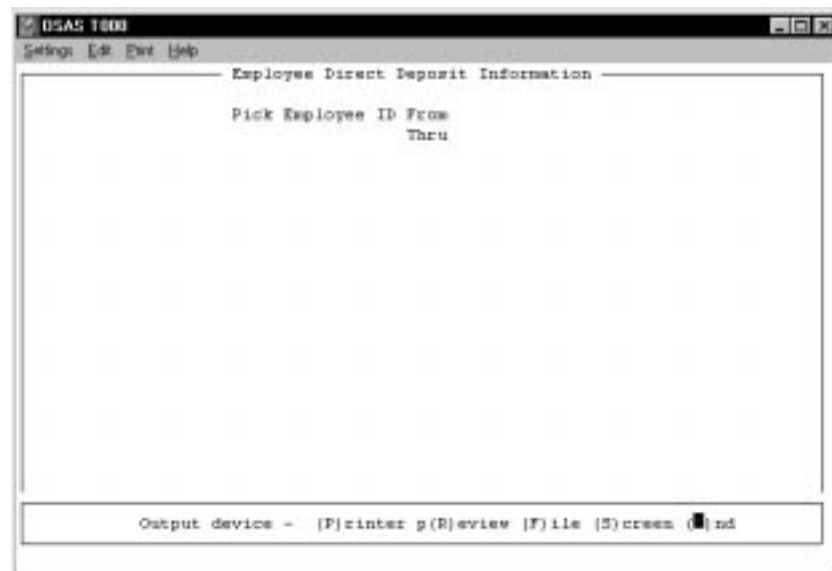 OSAS T000
Settings Edit Print Help
Employee Direct Deposit Information
Pick Employee ID From
Thru
Output device - (P)rinter p(R)eview (F)ile (S)creen ( )nd